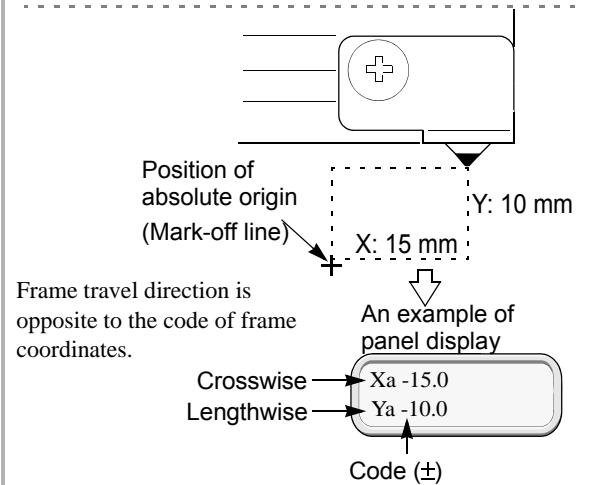 Position of
absolute origin
(Mark-off line)
Y: 10 mm
X: 15 mm
Frame travel direction is
opposite to the code of frame
coordinates.
An example of
panel display
Crosswise
Xa -15.0
Lengthwise
Ya -10.0
Code (±)